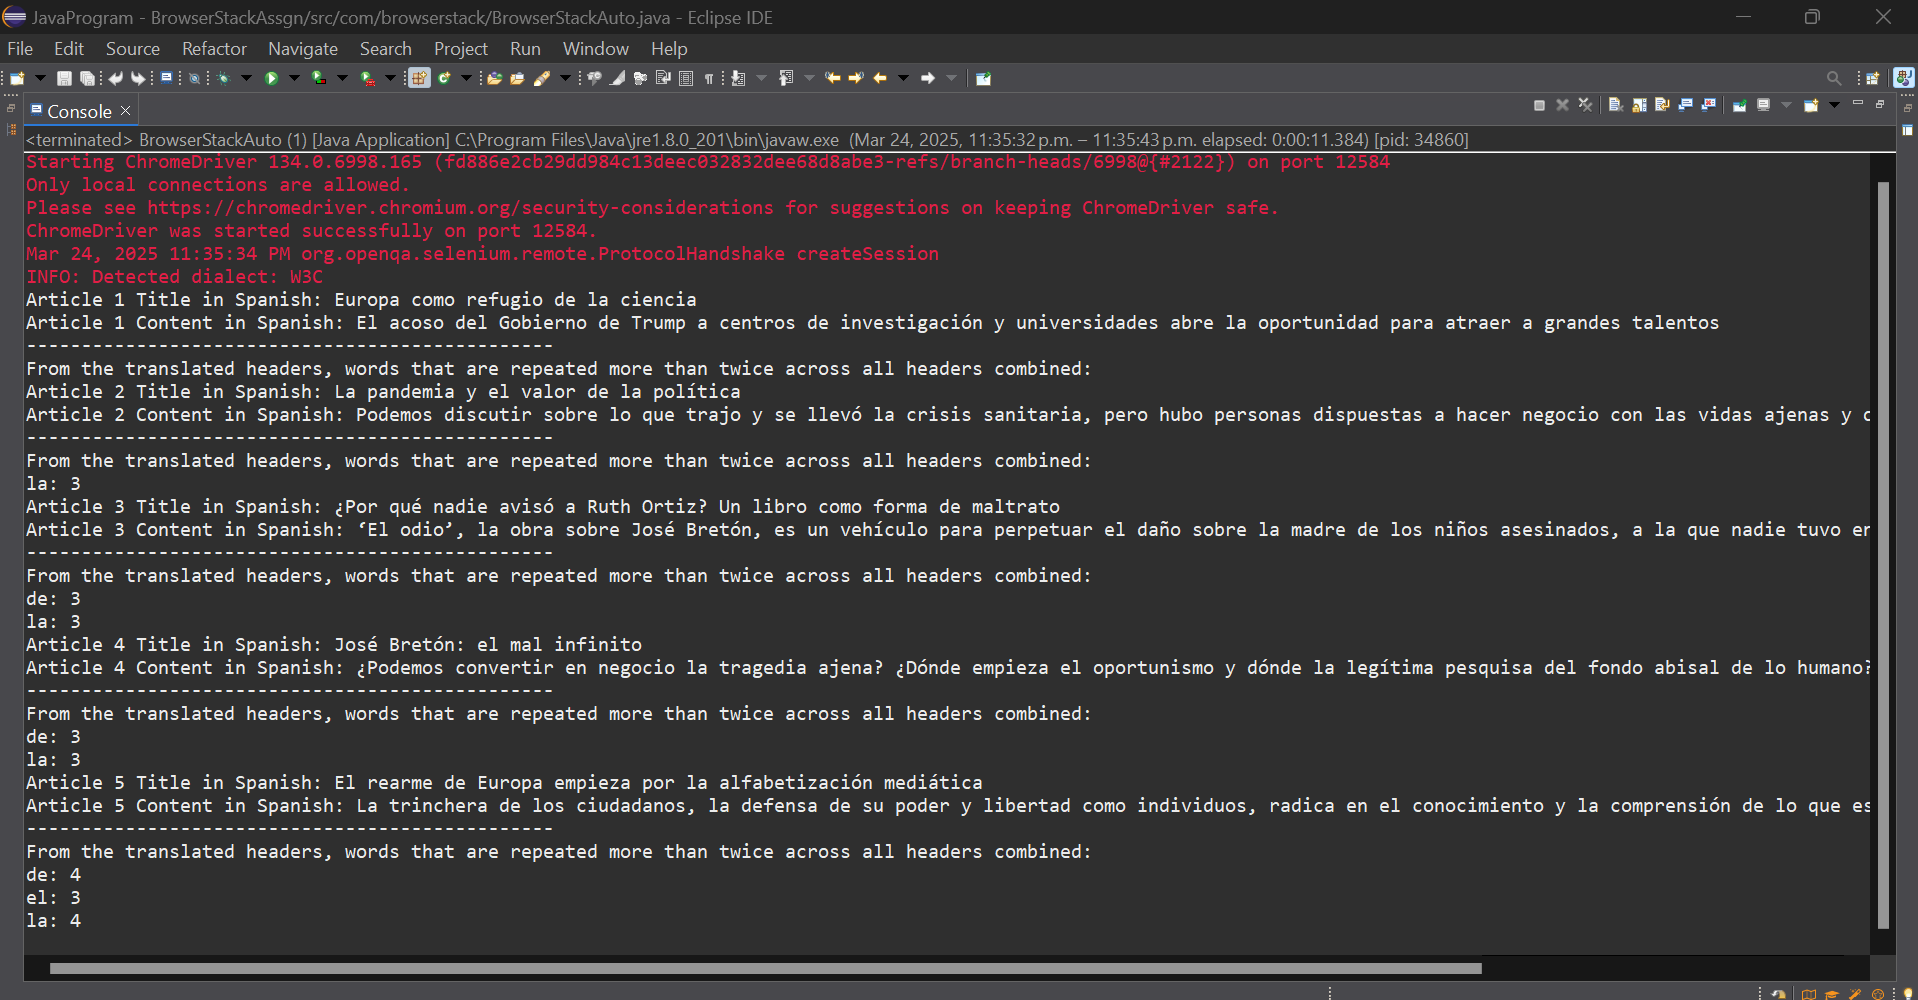 JavaProgram - BrowserStackAssgn/src/com/browserstack/BrowserStackAuto.java - Eclipse IDE
File Edit Source Refactor Navigate Search Project Run Window Help
Console
<terminated> BrowserStackAuto (1) [Java Application] C:\Program Files\Java\jre1.8.0_201\bin\javaw.exe (Mar 24, 2025, 11:35:32 p.m. – 11:35:43 p.m. elapsed: 0:00:11.384) [pid: 34860]
Starting ChromeDriver 134.0.6998.165 (fd886e2cb29dd984c13deec032832dee68d8abe3-refs/branch-heads/6998@{#2122}) on port 12584
Only local connections are allowed.
Please see https://chromedriver.chromium.org/security-considerations for suggestions on keeping ChromeDriver safe.
ChromeDriver was started successfully on port 12584.
Mar 24, 2025 11:35:34 PM org.openqa.selenium.remote.ProtocolHandshake createSession
INFO: Detected dialect: W3C
Article 1 Title in Spanish: Europa como refugio de la ciencia
Article 1 Content in Spanish: El acoso del Gobierno de Trump a centros de investigación y universidades abre la oportunidad para atraer a grandes talentos
------------------------------------------------
From the translated headers, words that are repeated more than twice across all headers combined:
Article 2 Title in Spanish: La pandemia y el valor de la política
Article 2 Content in Spanish: Podemos discutir sobre lo que trajo y se llevó la crisis sanitaria, pero hubo personas dispuestas a hacer negocio con las vidas ajenas y
------------------------------------------------
From the translated headers, words that are repeated more than twice across all headers combined:
la: 3
Article 3 Title in Spanish: ¿Por qué nadie avisó a Ruth Ortiz? Un libro como forma de maltrato
Article 3 Content in Spanish: ‘El odio’, la obra sobre José Bretón, es un vehículo para perpetuar el daño sobre la madre de los niños asesinados, a la que nadie tuvo
------------------------------------------------
From the translated headers, words that are repeated more than twice across all headers combined:
de: 3
la: 3
Article 4 Title in Spanish: José Bretón: el mal infinito
Article 4 Content in Spanish: ¿Podemos convertir en negocio la tragedia ajena? ¿Dónde empieza el oportunismo y dónde la legítima pesquisa del fondo abisal de lo humano?
------------------------------------------------
From the translated headers, words that are repeated more than twice across all headers combined:
de: 3
la: 3
Article 5 Title in Spanish: El rearme de Europa empieza por la alfabetización mediática
Article 5 Content in Spanish: La trinchera de los ciudadanos, la defensa de su poder y libertad como individuos, radica en el conocimiento y la comprensión de lo que es
------------------------------------------------
From the translated headers, words that are repeated more than twice across all headers combined:
de: 4
el: 3
la: 4